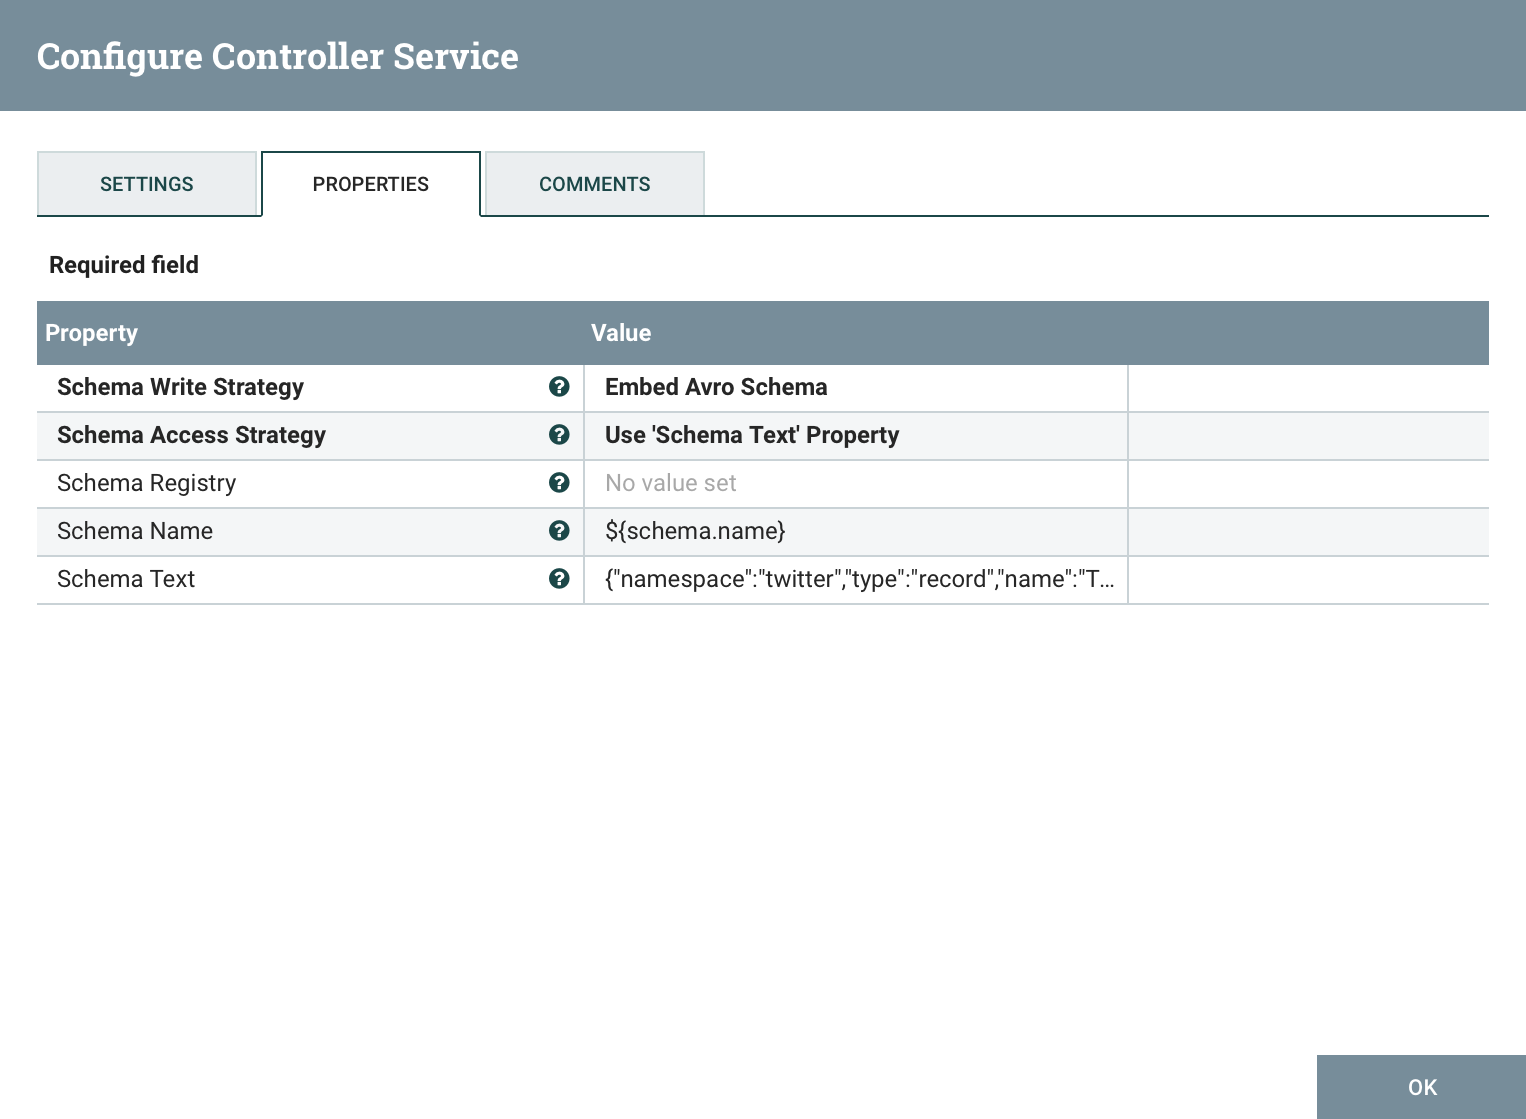 Configure Controller Service
SETTINGS PROPERTIES COMMENTS
Required field
Property Value
Schema Write Strategy ? Embed Avro Schema
Schema Access Strategy ? Use 'Schema Text' Property
Schema Registry ? No value set
Schema Name ? ${schema.name}
Schema Text ? {"namespace":"twitter","type":"record","name":"T...
OK